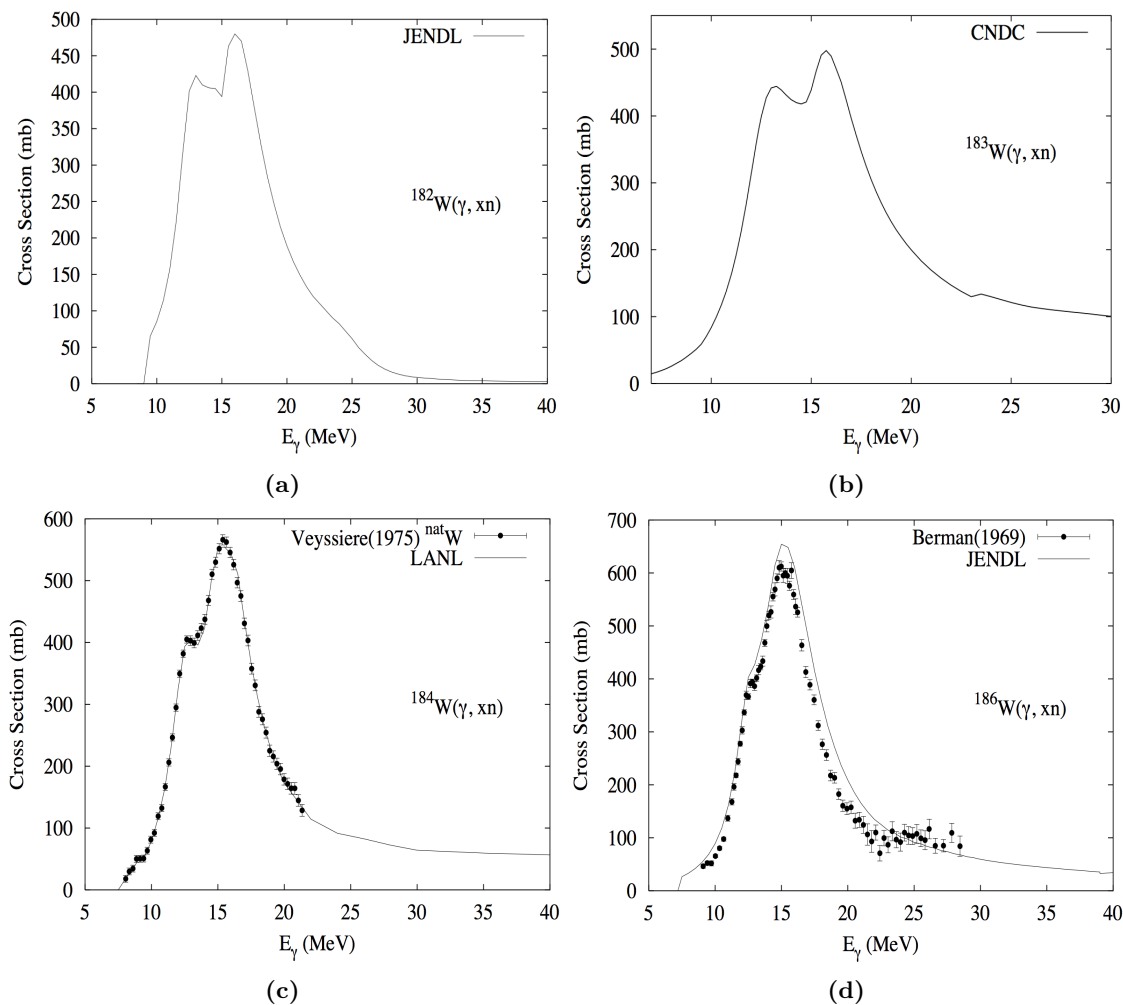 500
450
400
350
300
250
200
150
100
50
0
5 10 15 20 25 30 35 40
Cross Section (mb)
Eγ (MeV)
JENDL
¹⁸²W(γ, xn)
(a)
500
400
300
200
100
0
10 15 20 25 30
Cross Section (mb)
Eγ (MeV)
CNDC
¹⁸³W(γ, xn)
(b)
600
500
400
300
200
100
0
5 10 15 20 25 30 35 40
Cross Section (mb)
Eγ (MeV)
Veyssiere(1975) ⁿᵃᵗW
LANL
¹⁸⁴W(γ, xn)
(c)
700
600
500
400
300
200
100
0
5 10 15 20 25 30 35 40
Cross Section (mb)
Eγ (MeV)
Berman(1969)
JENDL
¹⁸⁶W(γ, xn)
(d)